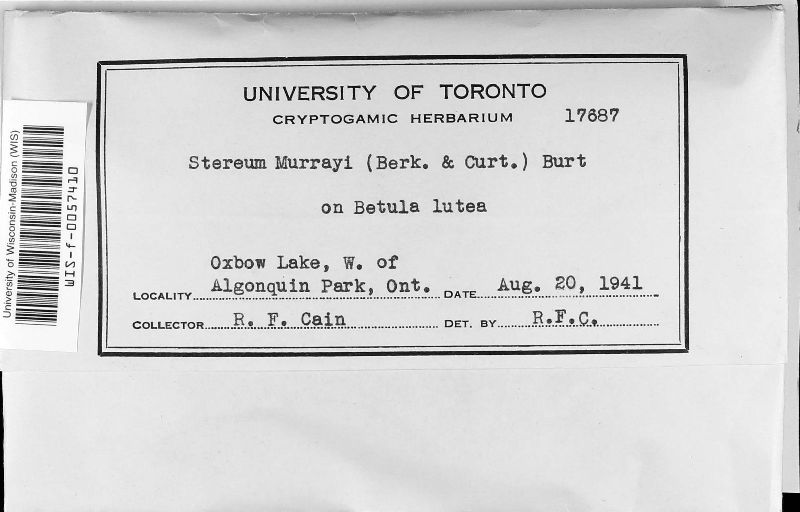 UNIVERSITY OF TORONTO
CRYPTOGAMIC HERBARIUM 17687
Stereum Murrayi (Berk. & Curt.) Burt
on Betula lutea
Oxbow Lake, W. of
LOCALITY Algonquin Park, Ont. DATE Aug. 20, 1941
COLLECTOR R. F. Cain DET. BY R.F.C.
University of Wisconsin-Madison (WIS)
WIS-f-0057410